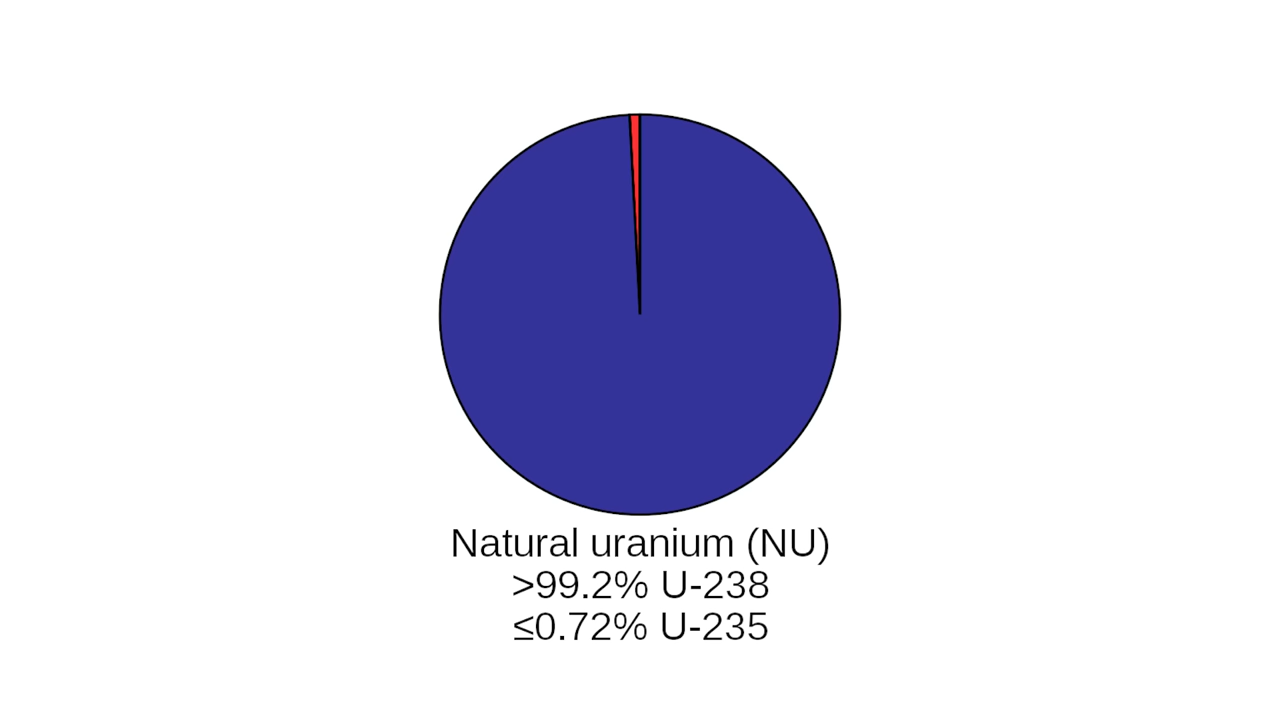 Natural uranium (NU)
>99.2% U-238
≤0.72% U-235